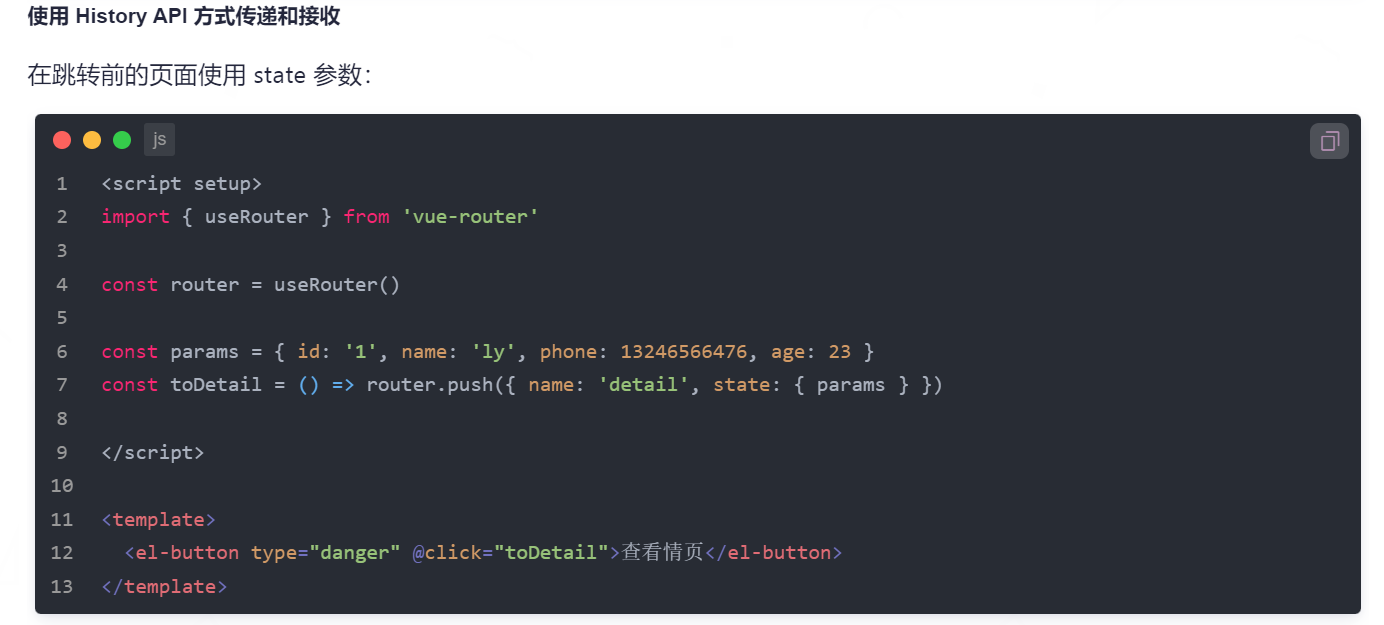 使用 History API 方式传递和接收
在跳转前的页面使用 state 参数：
js
1 <script setup>
2 import { useRouter } from 'vue-router'
3
4 const router = useRouter()
5
6 const params = { id: '1', name: 'ly', phone: 13246566476, age: 23 }
7 const toDetail = () => router.push({ name: 'detail', state: { params } })
8
9 </script>
10
11 <template>
12   <el-button type="danger" @click="toDetail">查看情页</el-button>
13 </template>